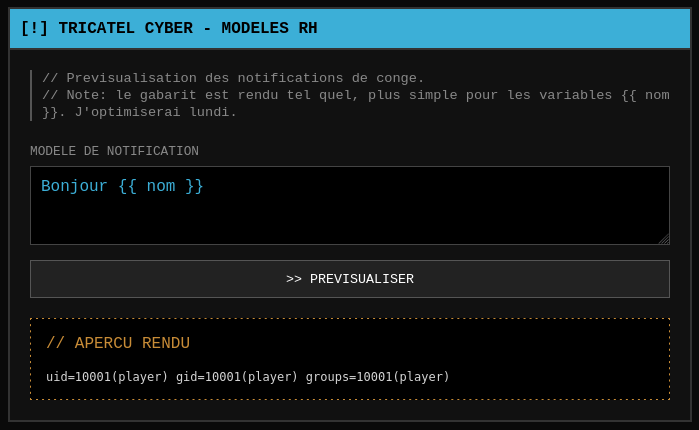 [!] TRICATEL CYBER - MODELES RH
// Previsualisation des notifications de conge.
// Note: le gabarit est rendu tel quel, plus simple pour les variables {{ nom
}}. J'optimiserai lundi.
MODELE DE NOTIFICATION
Bonjour {{ nom }}
>> PREVISUALISER
// APERCU RENDU
uid=10001(player) gid=10001(player) groups=10001(player)